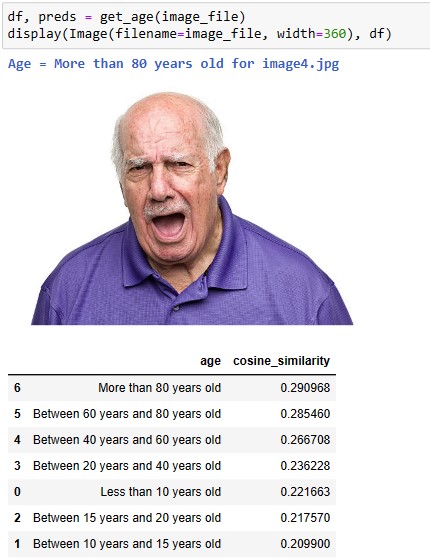 df, preds = get_age(image_file)
display(Image(filename=image_file, width=360), df)
Age = More than 80 years old for image4.jpg
age cosine_similarity
6 More than 80 years old 0.290968
5 Between 60 years and 80 years old 0.285460
4 Between 40 years and 60 years old 0.266708
3 Between 20 years and 40 years old 0.236228
0 Less than 10 years old 0.221663
2 Between 15 years and 20 years old 0.217570
1 Between 10 years and 15 years old 0.209900